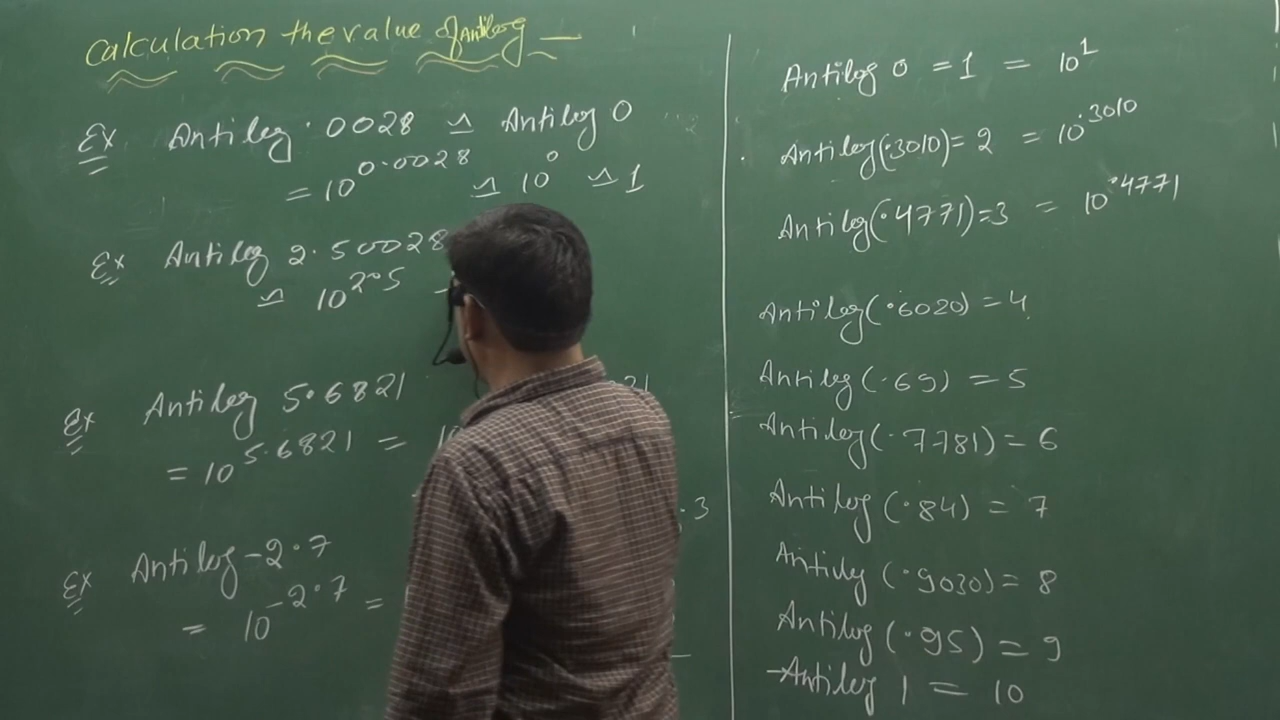 Calculation the value of Antilog —
Ex Antilog .0028 ≃ Antilog 0
= 10^0.0028 ≃ 10^0 ≃ 1
Ex Antilog 2.50028
≃ 10^2.5
Ex Antilog 5.6821
= 10^5.6821 =
Ex Antilog -2.7
= 10^-2.7 =
Antilog 0 = 1 = 10^1
Antilog(.3010) = 2 = 10^.3010
Antilog(.4771) = 3 = 10^.4771
Antilog(.6020) = 4
Antilog(.69) = 5
Antilog(.7781) = 6
Antilog(.84) = 7
Antilog(.9030) = 8
Antilog(.95) = 9
Antilog 1 = 10